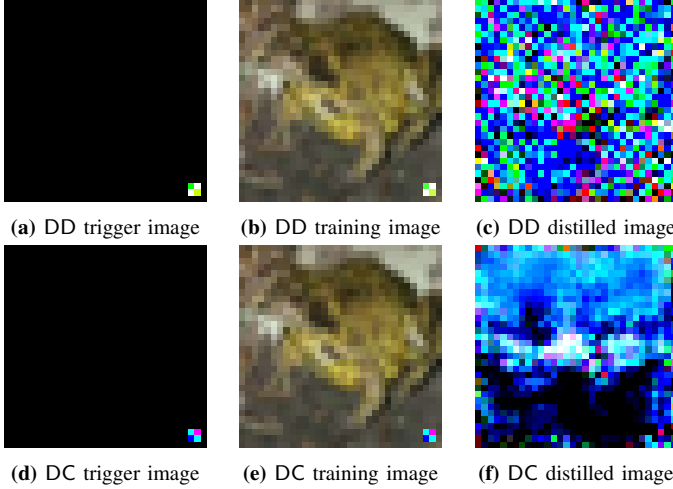 (a) DD trigger image
(b) DD training image
(c) DD distilled image
(d) DC trigger image
(e) DC training image
(f) DC distilled image